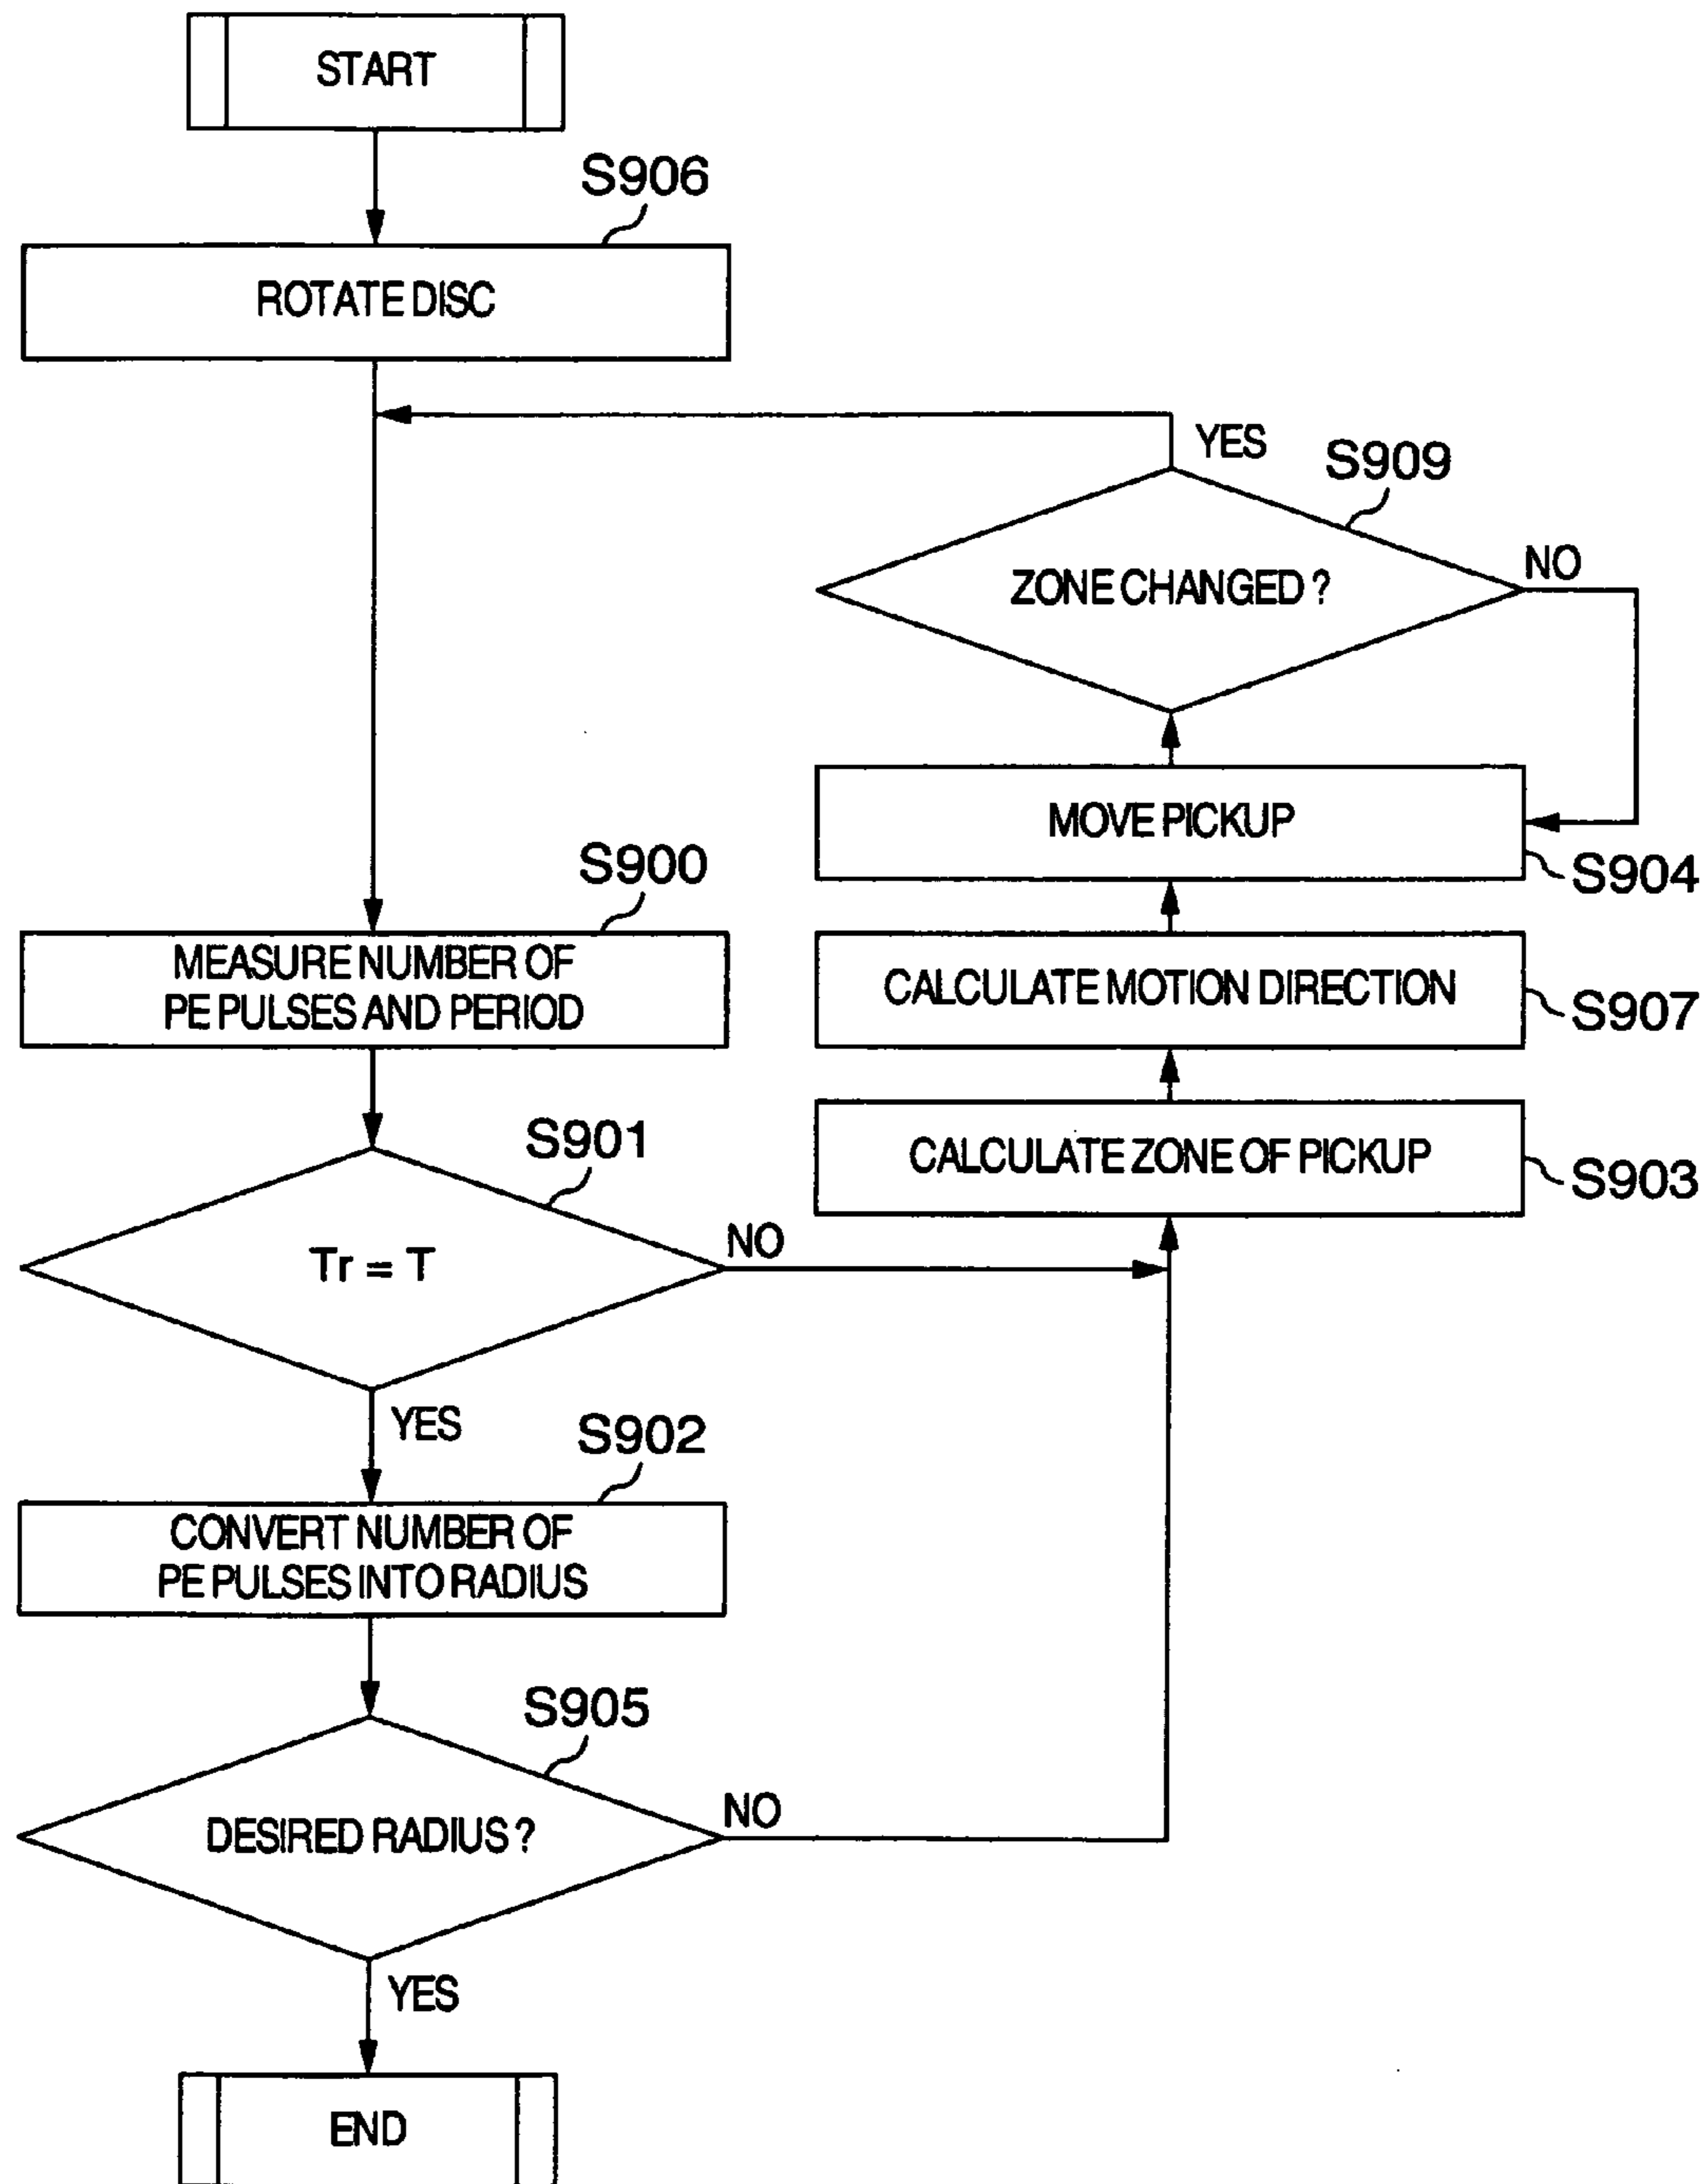 START
S906
ROTATE DISC
YES
S909
ZONE CHANGED ?
NO
MOVE PICKUP
S904
S900
MEASURE NUMBER OF
PE PULSES AND PERIOD
CALCULATE MOTION DIRECTION
S907
S901
CALCULATE ZONE OF PICKUP
S903
Tr = T
NO
YES
S902
CONVERT NUMBER OF
PE PULSES INTO RADIUS
S905
DESIRED RADIUS ?
NO
YES
END